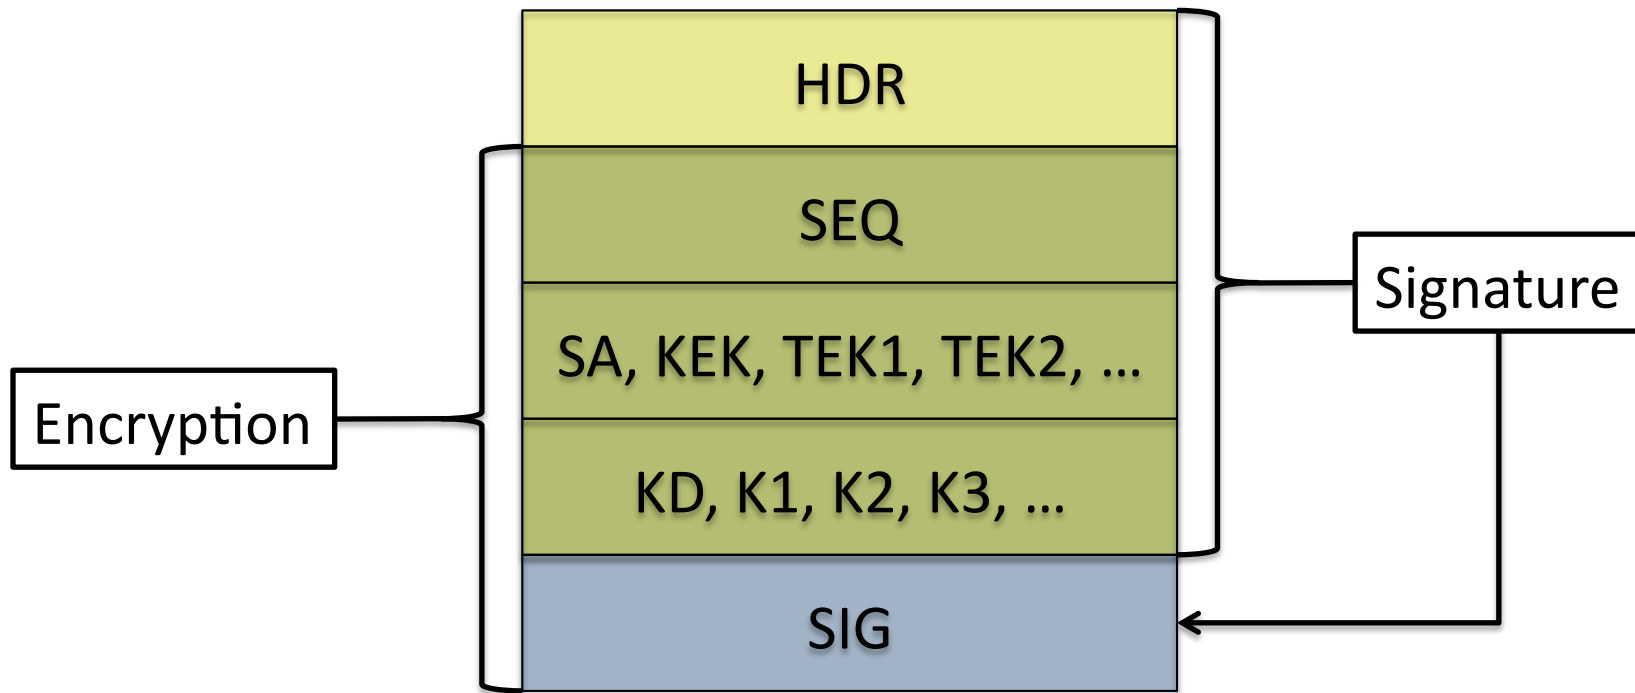 HDR
SEQ
Signature
SA, KEK, TEK1, TEK2, ...
Encryption
KD, K1, K2, K3, ...
SIG